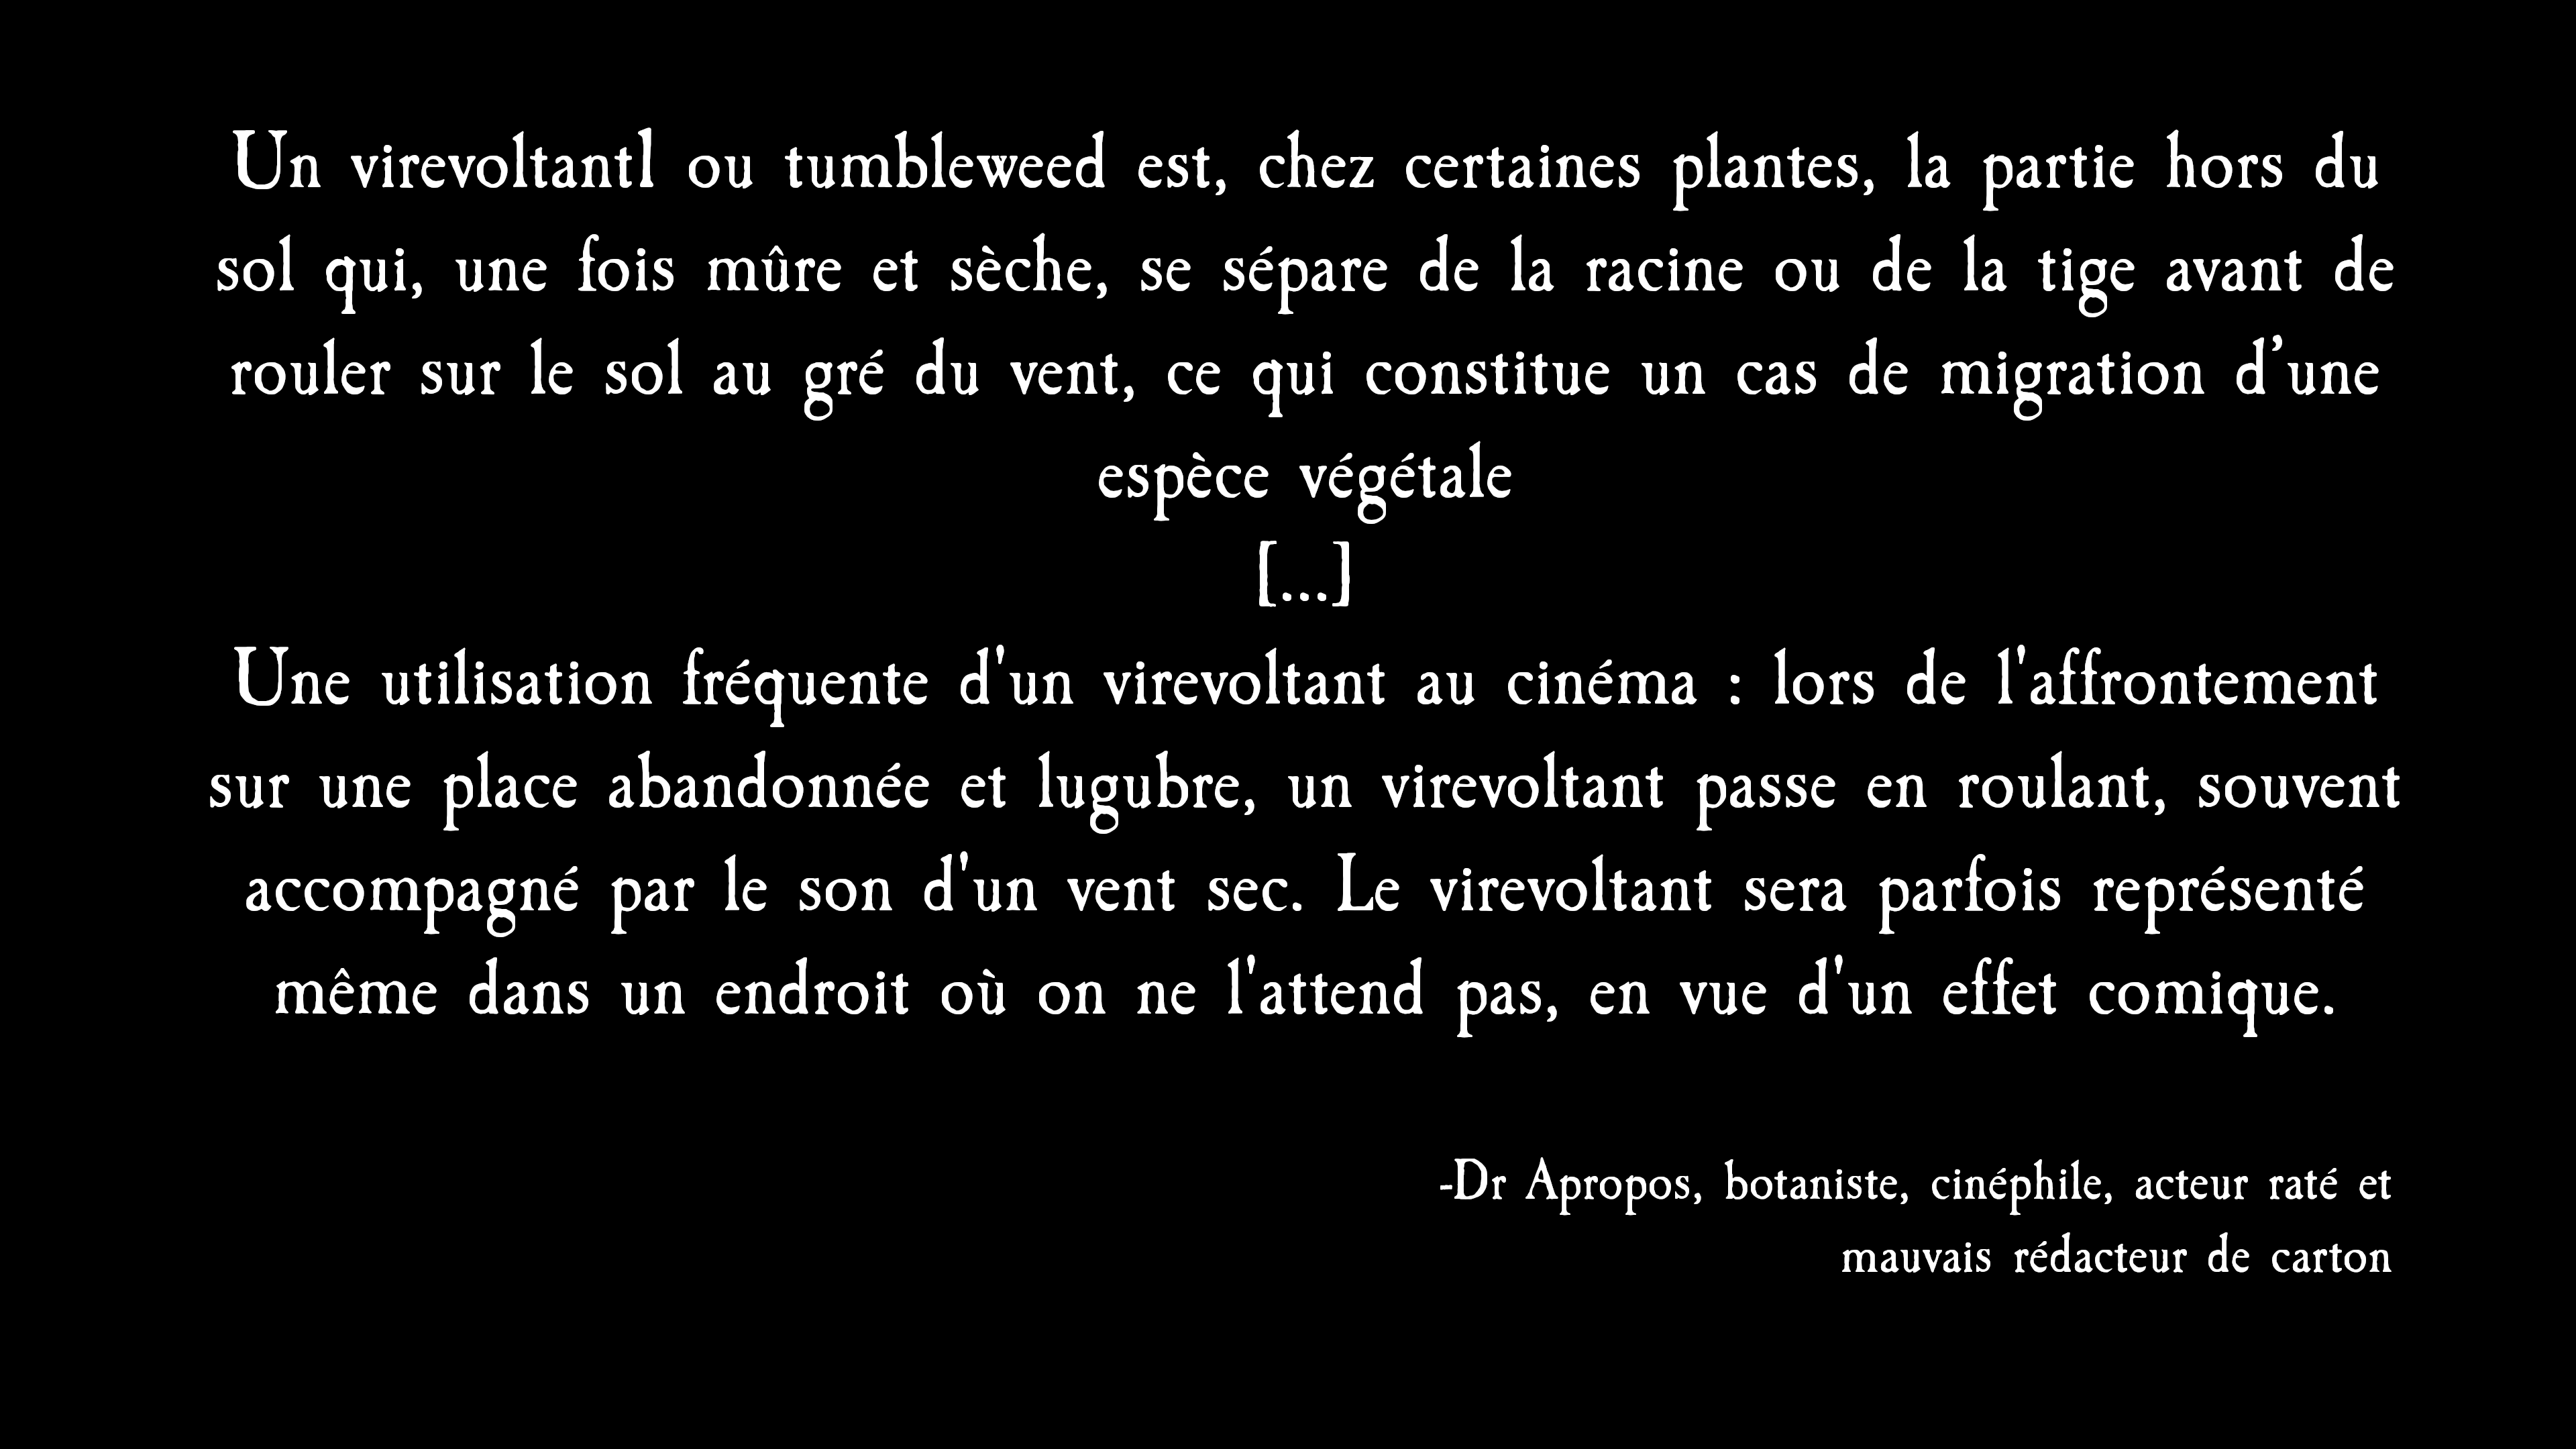 Un virevoltantl ou tumbleweed est, chez certaines plantes, la partie hors du
sol qui, une fois mûre et sèche, se sépare de la racine ou de la tige avant de
rouler sur le sol au gré du vent, ce qui constitue un cas de migration d’une
espèce végétale
[...]
Une utilisation fréquente d'un virevoltant au cinéma : lors de l'affrontement
sur une place abandonnée et lugubre, un virevoltant passe en roulant, souvent
accompagné par le son d'un vent sec. Le virevoltant sera parfois représenté
même dans un endroit où on ne l'attend pas, en vue d'un effet comique.
-Dr Apropos, botaniste, cinéphile, acteur raté et
mauvais rédacteur de carton